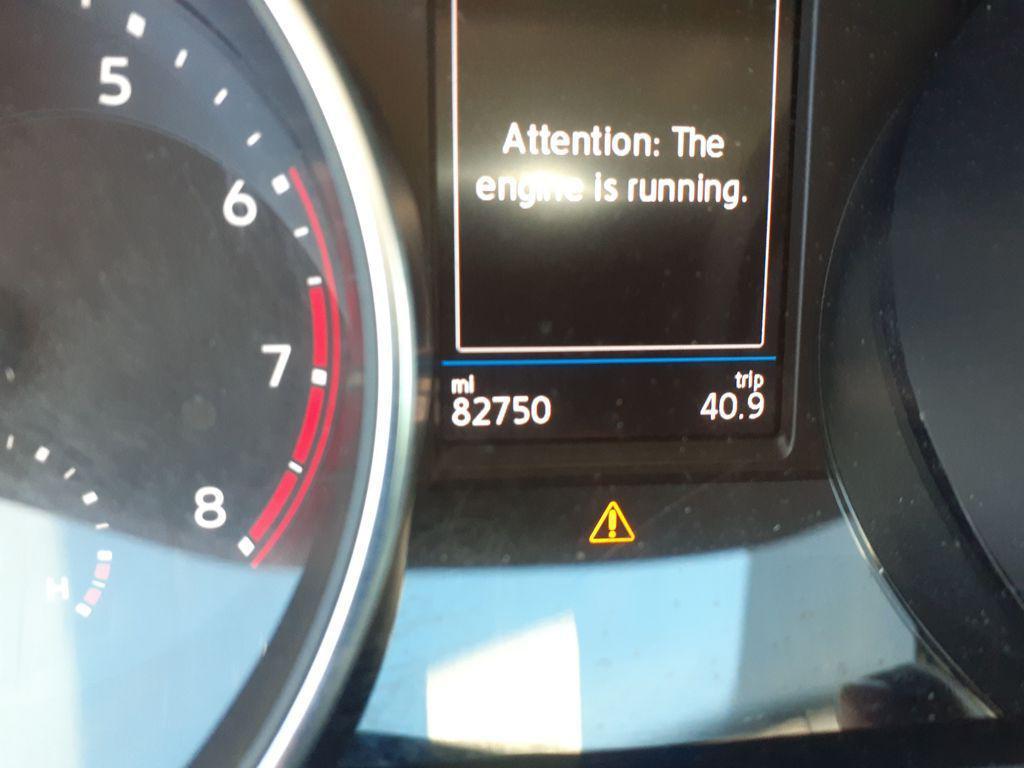 5
6
7
8
H
Attention: The
engine is running.
mi trip
82750 40.9